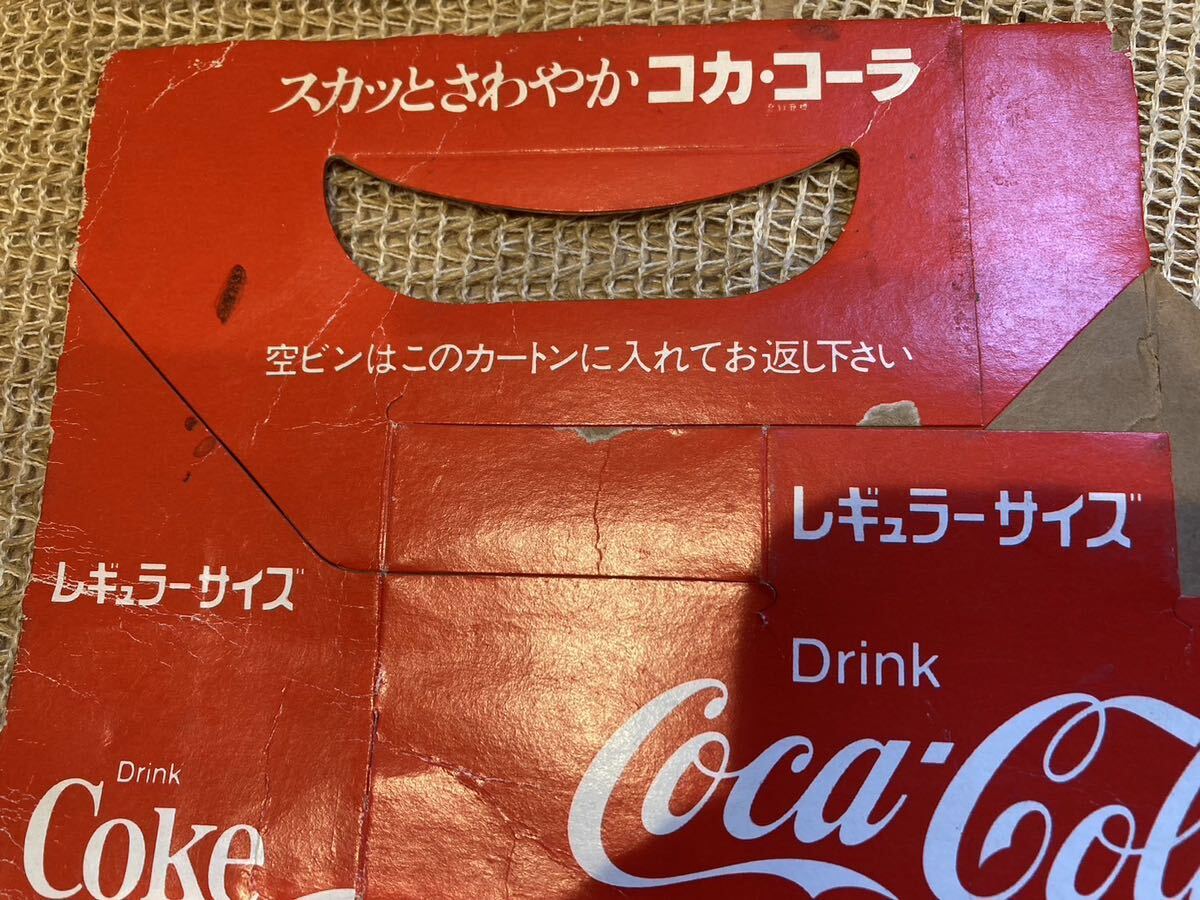 スカッとさわやか コカ・コーラ
空ビンはこのカートンに入れてお返し下さい
レギュラーサイズ
レギュラーサイズ
Drink
Coca-Col
Drink
Coke